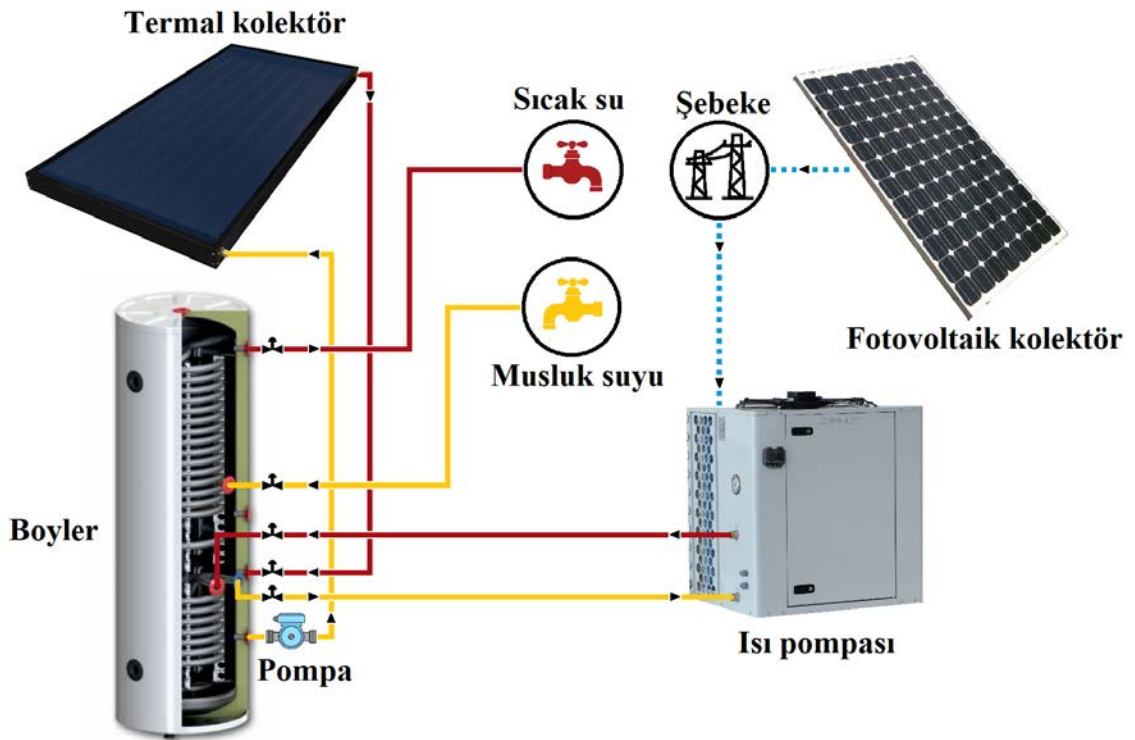 Termal kolektör
Sıcak su
Şebeke
Musluk suyu
Fotovoltaik kolektör
Boyler
Pompa
Isı pompası